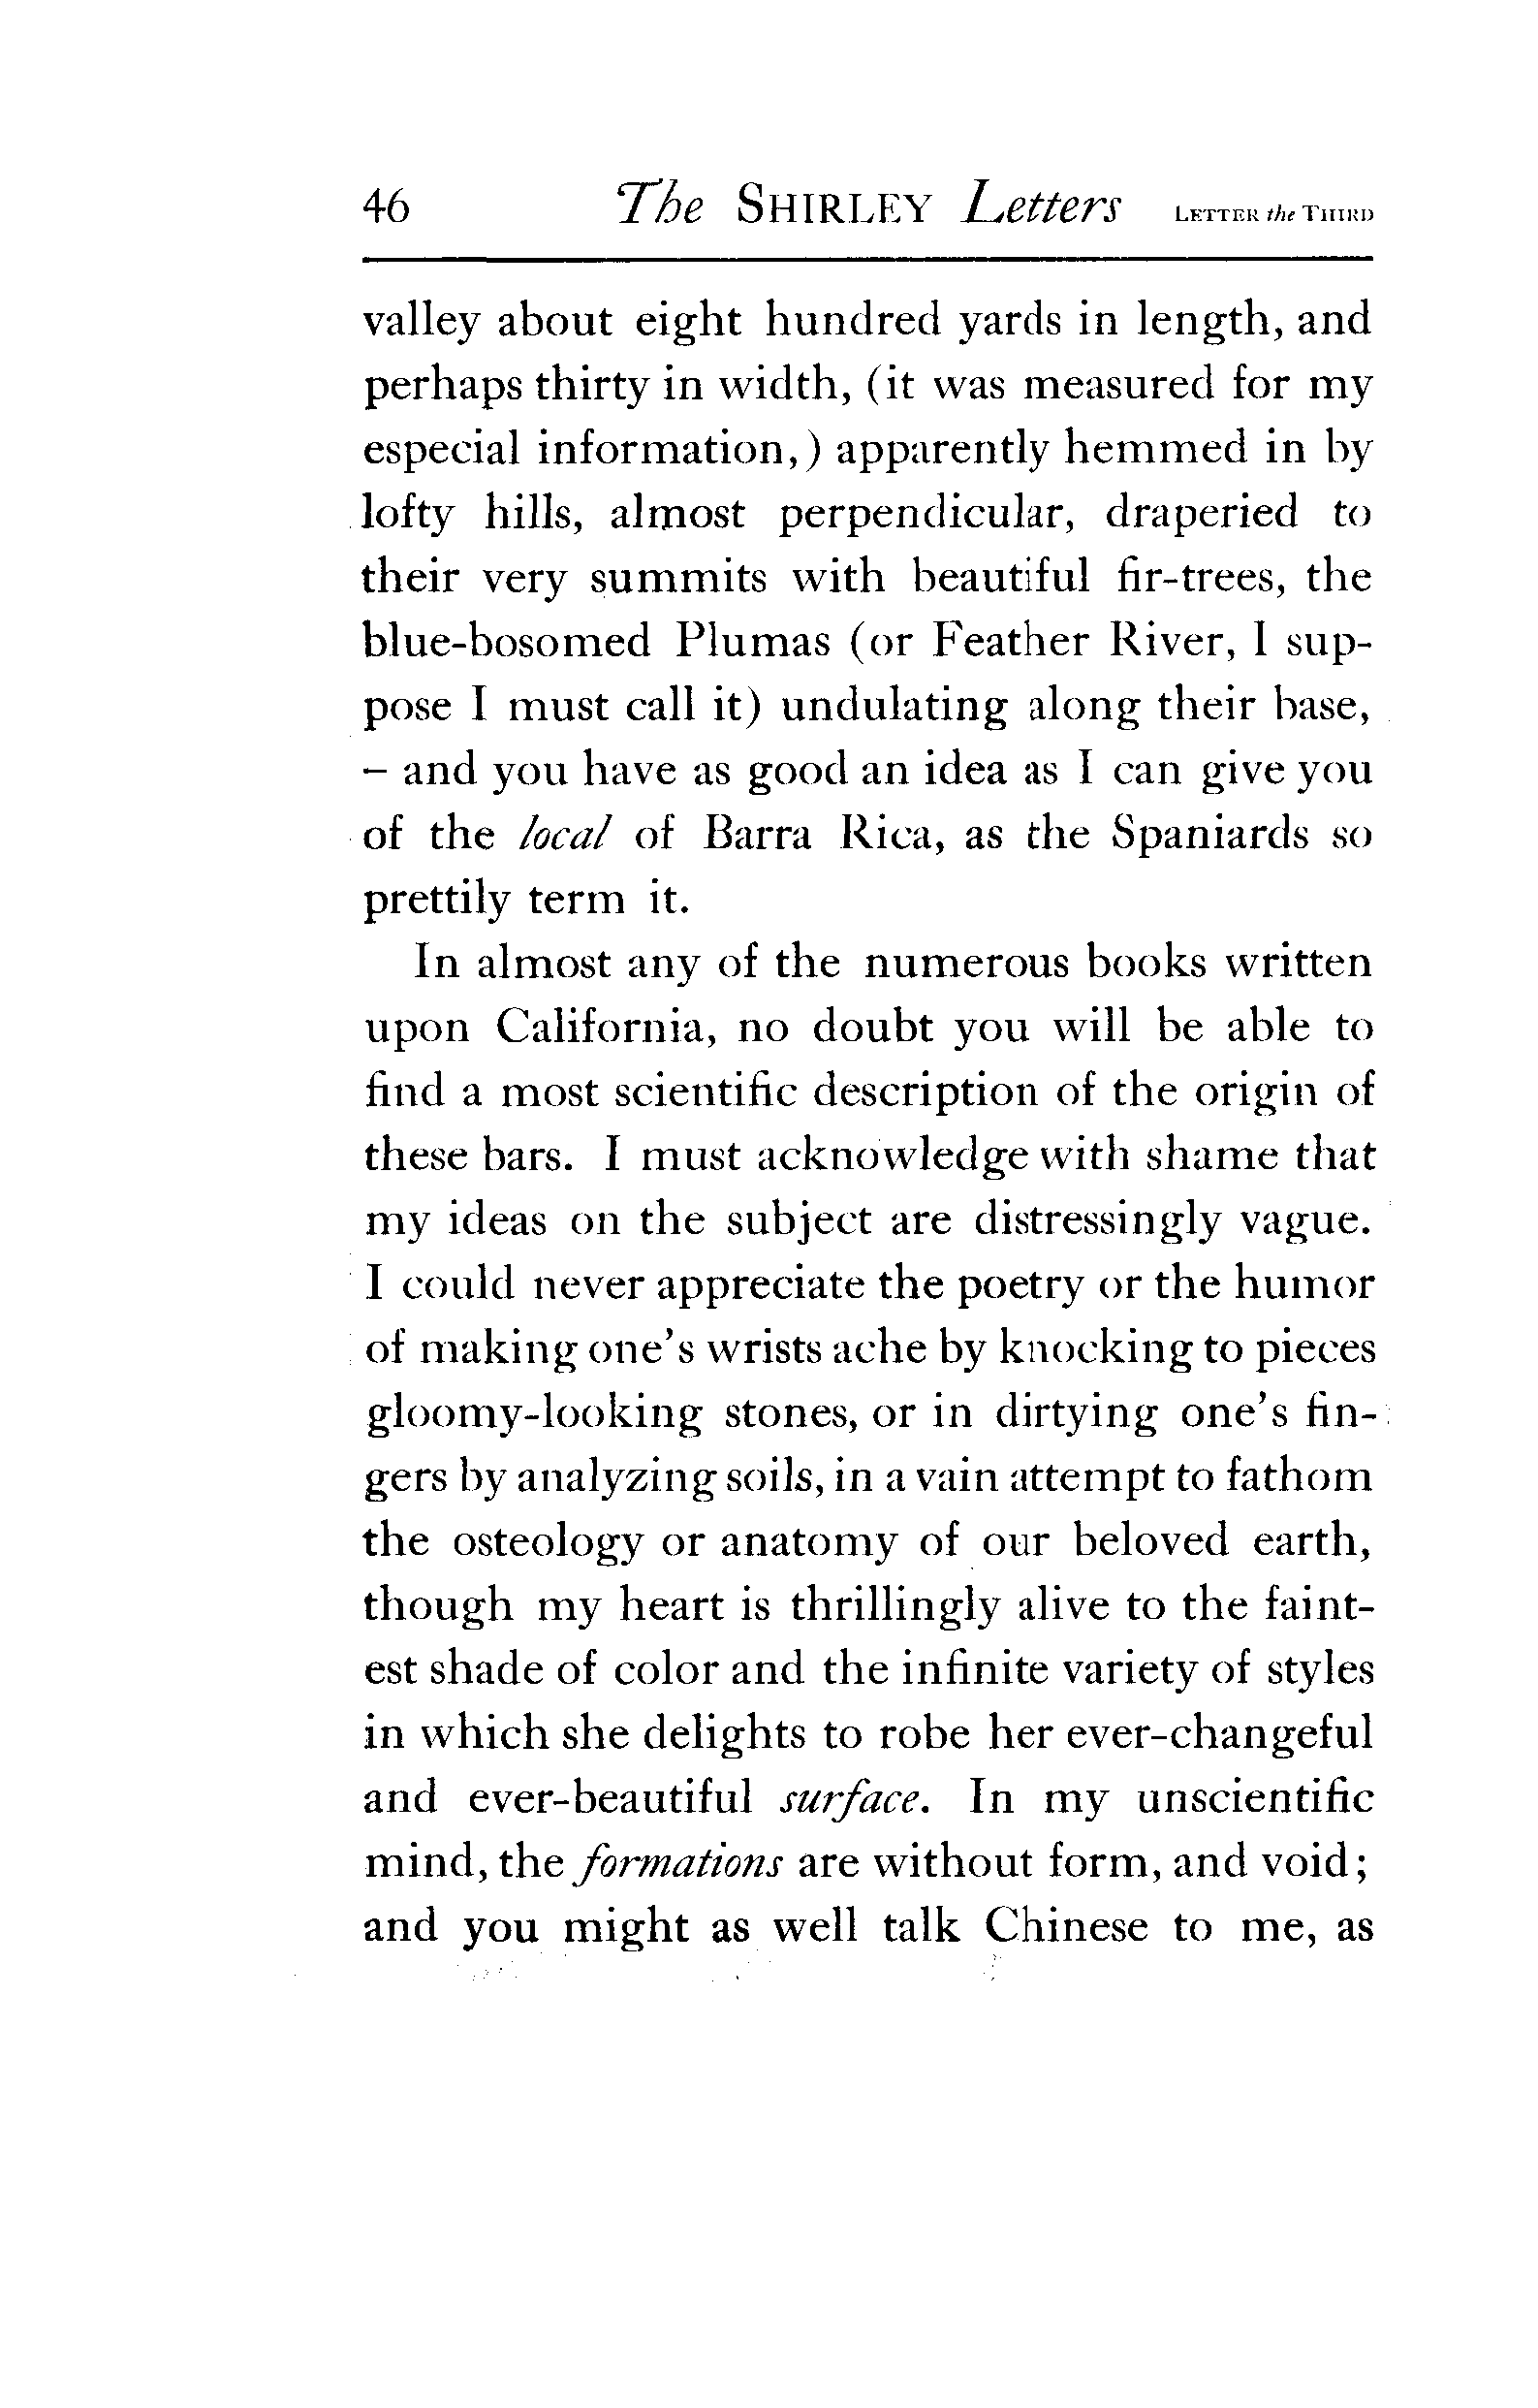 46 The SHIRLEY Letters LETTER the THIRD
valley about eight hundred yards in length, and
perhaps thirty in width, (it was measured for my
especial information,) apparently hemmed in by
lofty hills, almost perpendicular, draperied to
their very summits with beautiful fir-trees, the
blue-bosomed Plumas (or Feather River, I sup-
pose I must call it) undulating along their base,
– and you have as good an idea as I can give you
of the local of Barra Rica, as the Spaniards so
prettily term it.
In almost any of the numerous books written
upon California, no doubt you will be able to
find a most scientific description of the origin of
these bars. I must acknowledge with shame that
my ideas on the subject are distressingly vague.
I could never appreciate the poetry or the humor
of making one's wrists ache by knocking to pieces
gloomy-looking stones, or in dirtying one's fin-
gers by analyzing soils, in a vain attempt to fathom
the osteology or anatomy of our beloved earth,
though my heart is thrillingly alive to the faint-
est shade of color and the infinite variety of styles
in which she delights to robe her ever-changeful
and ever-beautiful surface. In my unscientific
mind, the formations are without form, and void;
and you might as well talk Chinese to me, as